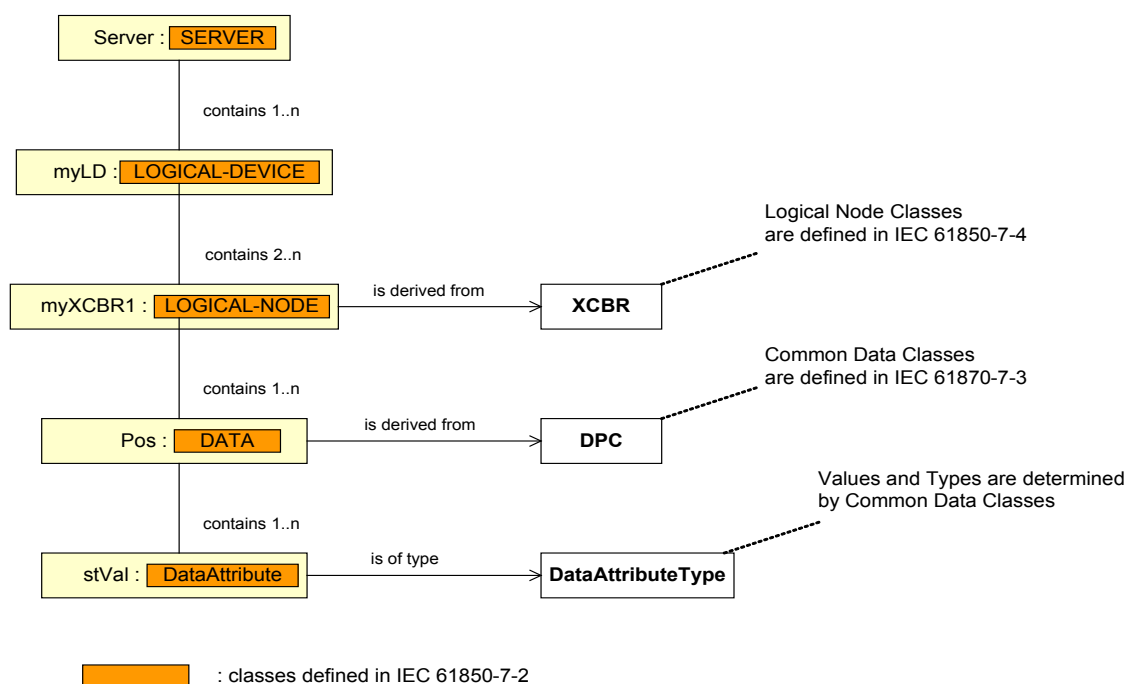 Server : SERVER
contains 1..n
myLD : LOGICAL-DEVICE
Logical Node Classes
are defined in IEC 61850-7-4
contains 2..n
myXCBR1 : LOGICAL-NODE
is derived from
XCBR
Common Data Classes
are defined in IEC 61870-7-3
contains 1..n
Pos : DATA
is derived from
DPC
Values and Types are determined
by Common Data Classes
contains 1..n
stVal : DataAttribute
is of type
DataAttributeType
: classes defined in IEC 61850-7-2